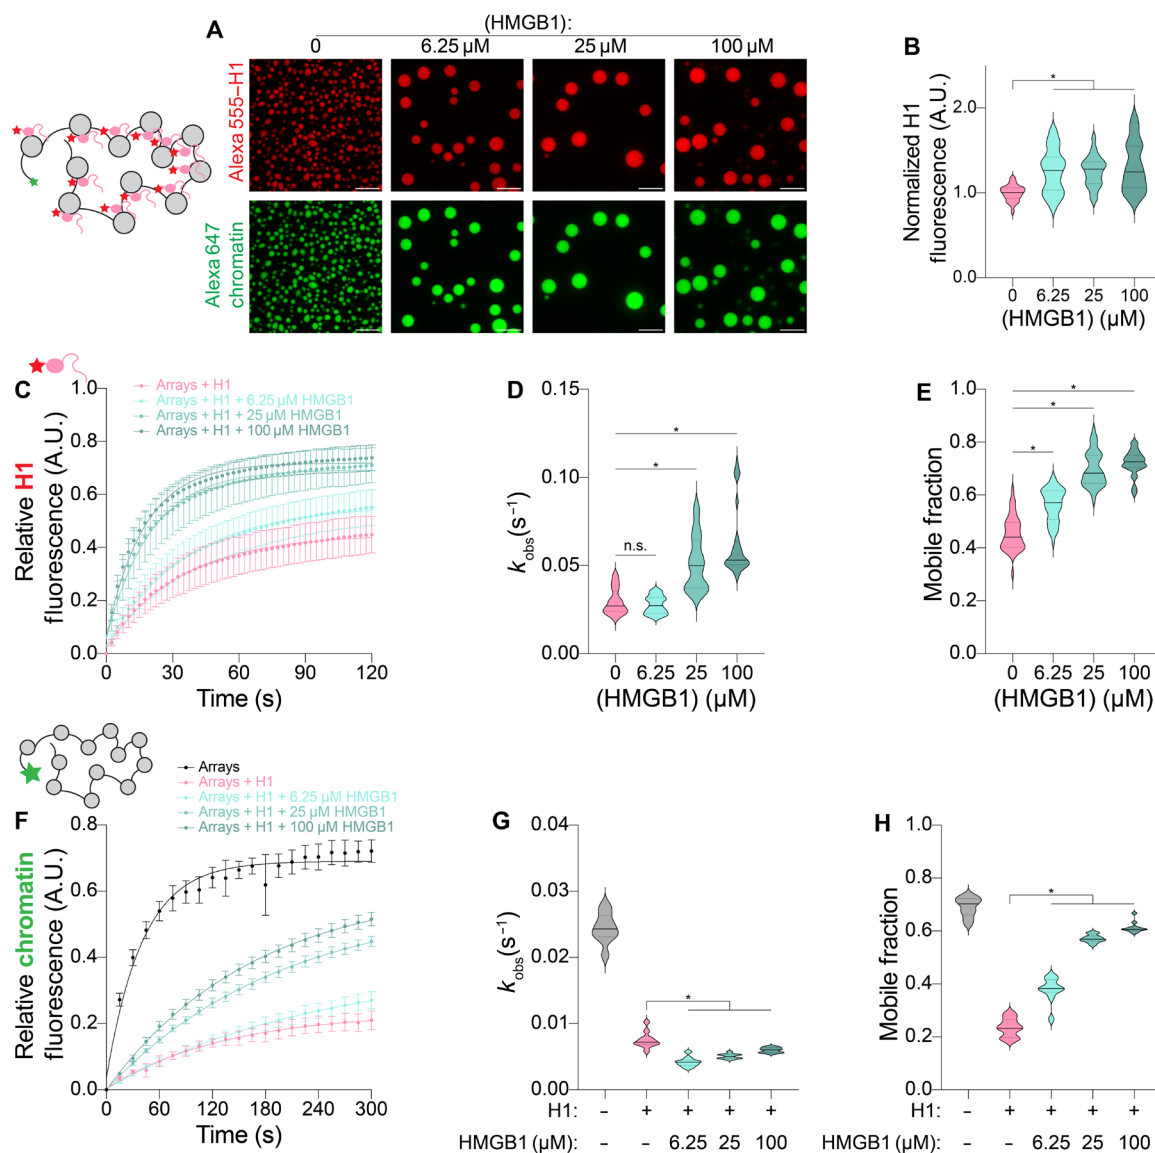 A
(HMGB1):
0 6.25 µM 25 µM 100 µM
Alexa 555–H1
Alexa 647
chromatin
B
Normalized H1
fluorescence (A.U.)
2.0
1.0
0.0
*
0 6.25 25 100
(HMGB1) (µM)
C
Relative H1
fluorescence (A.U.)
1.0
0.8
0.6
0.4
0.2
0.0
Arrays + H1
Arrays + H1 + 6.25 µM HMGB1
Arrays + H1 + 25 µM HMGB1
Arrays + H1 + 100 µM HMGB1
0 30 60 90 120
Time (s)
D
kobs(s⁻¹)
0.15
0.10
0.05
0.00
*
*
n.s.
0 6.25 25 100
(HMGB1) (µM)
E
Mobile fraction
1.0
0.8
0.6
0.4
0.2
0.0
*
*
*
0 6.25 25 100
(HMGB1) (µM)
F
Relative chromatin
fluorescence (A.U.)
0.8
0.6
0.4
0.2
0.0
Arrays
Arrays + H1
Arrays + H1 + 6.25 µM HMGB1
Arrays + H1 + 25 µM HMGB1
Arrays + H1 + 100 µM HMGB1
0 60 120 180 240 300
Time (s)
G
kobs(s⁻¹)
0.04
0.03
0.02
0.01
0.00
*
H1: – + + + +
HMGB1 (µM): – – 6.25 25 100
H
Mobile fraction
1.0
0.8
0.6
0.4
0.2
0.0
*
H1: – + + + +
HMGB1 (µM): – – 6.25 25 100